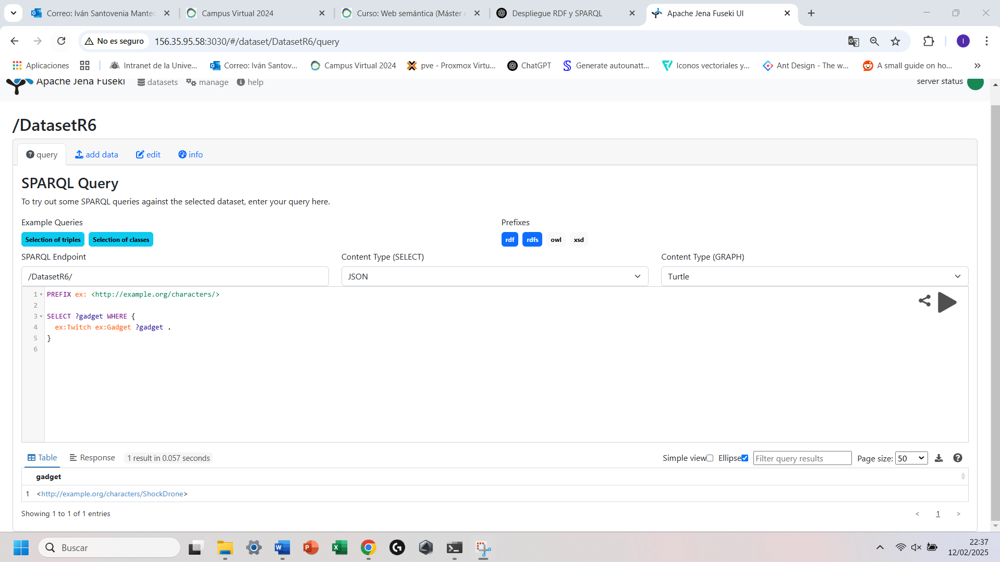 Correo: Iván Santovenia Mantec
Campus Virtual 2024
Curso: Web semántica (Máster e
Despliegue RDF y SPARQL
Apache Jena Fuseki UI
No es seguro
156.35.95.58:3030/#/dataset/DatasetR6/query
I
Aplicaciones
Intranet de la Unive...
Correo: Iván Santov...
Campus Virtual 2024
pve - Proxmox Virtu...
ChatGPT
Generate autounatt...
Iconos vectoriales y...
Ant Design - The w...
A small guide on ho...
Apache Jena Fuseki
datasets
manage
help
server status
/DatasetR6
query
add data
edit
info
SPARQL Query
To try out some SPARQL queries against the selected dataset, enter your query here.
Example Queries
Prefixes
Selection of triples
Selection of classes
rdf
rdfs
owl
xsd
SPARQL Endpoint
Content Type (SELECT)
Content Type (GRAPH)
/DatasetR6/
JSON
Turtle
1 PREFIX ex: <http://example.org/characters/>
2
3 SELECT ?gadget WHERE {
4 ex:Twitch ex:Gadget ?gadget .
5 }
6
Table
Response
1 result in 0.057 seconds
Simple view
Ellipse
Filter query results
Page size: 50
gadget
1 <http://example.org/characters/ShockDrone>
Showing 1 to 1 of 1 entries
< 1 >
Buscar
22:37
12/02/2025